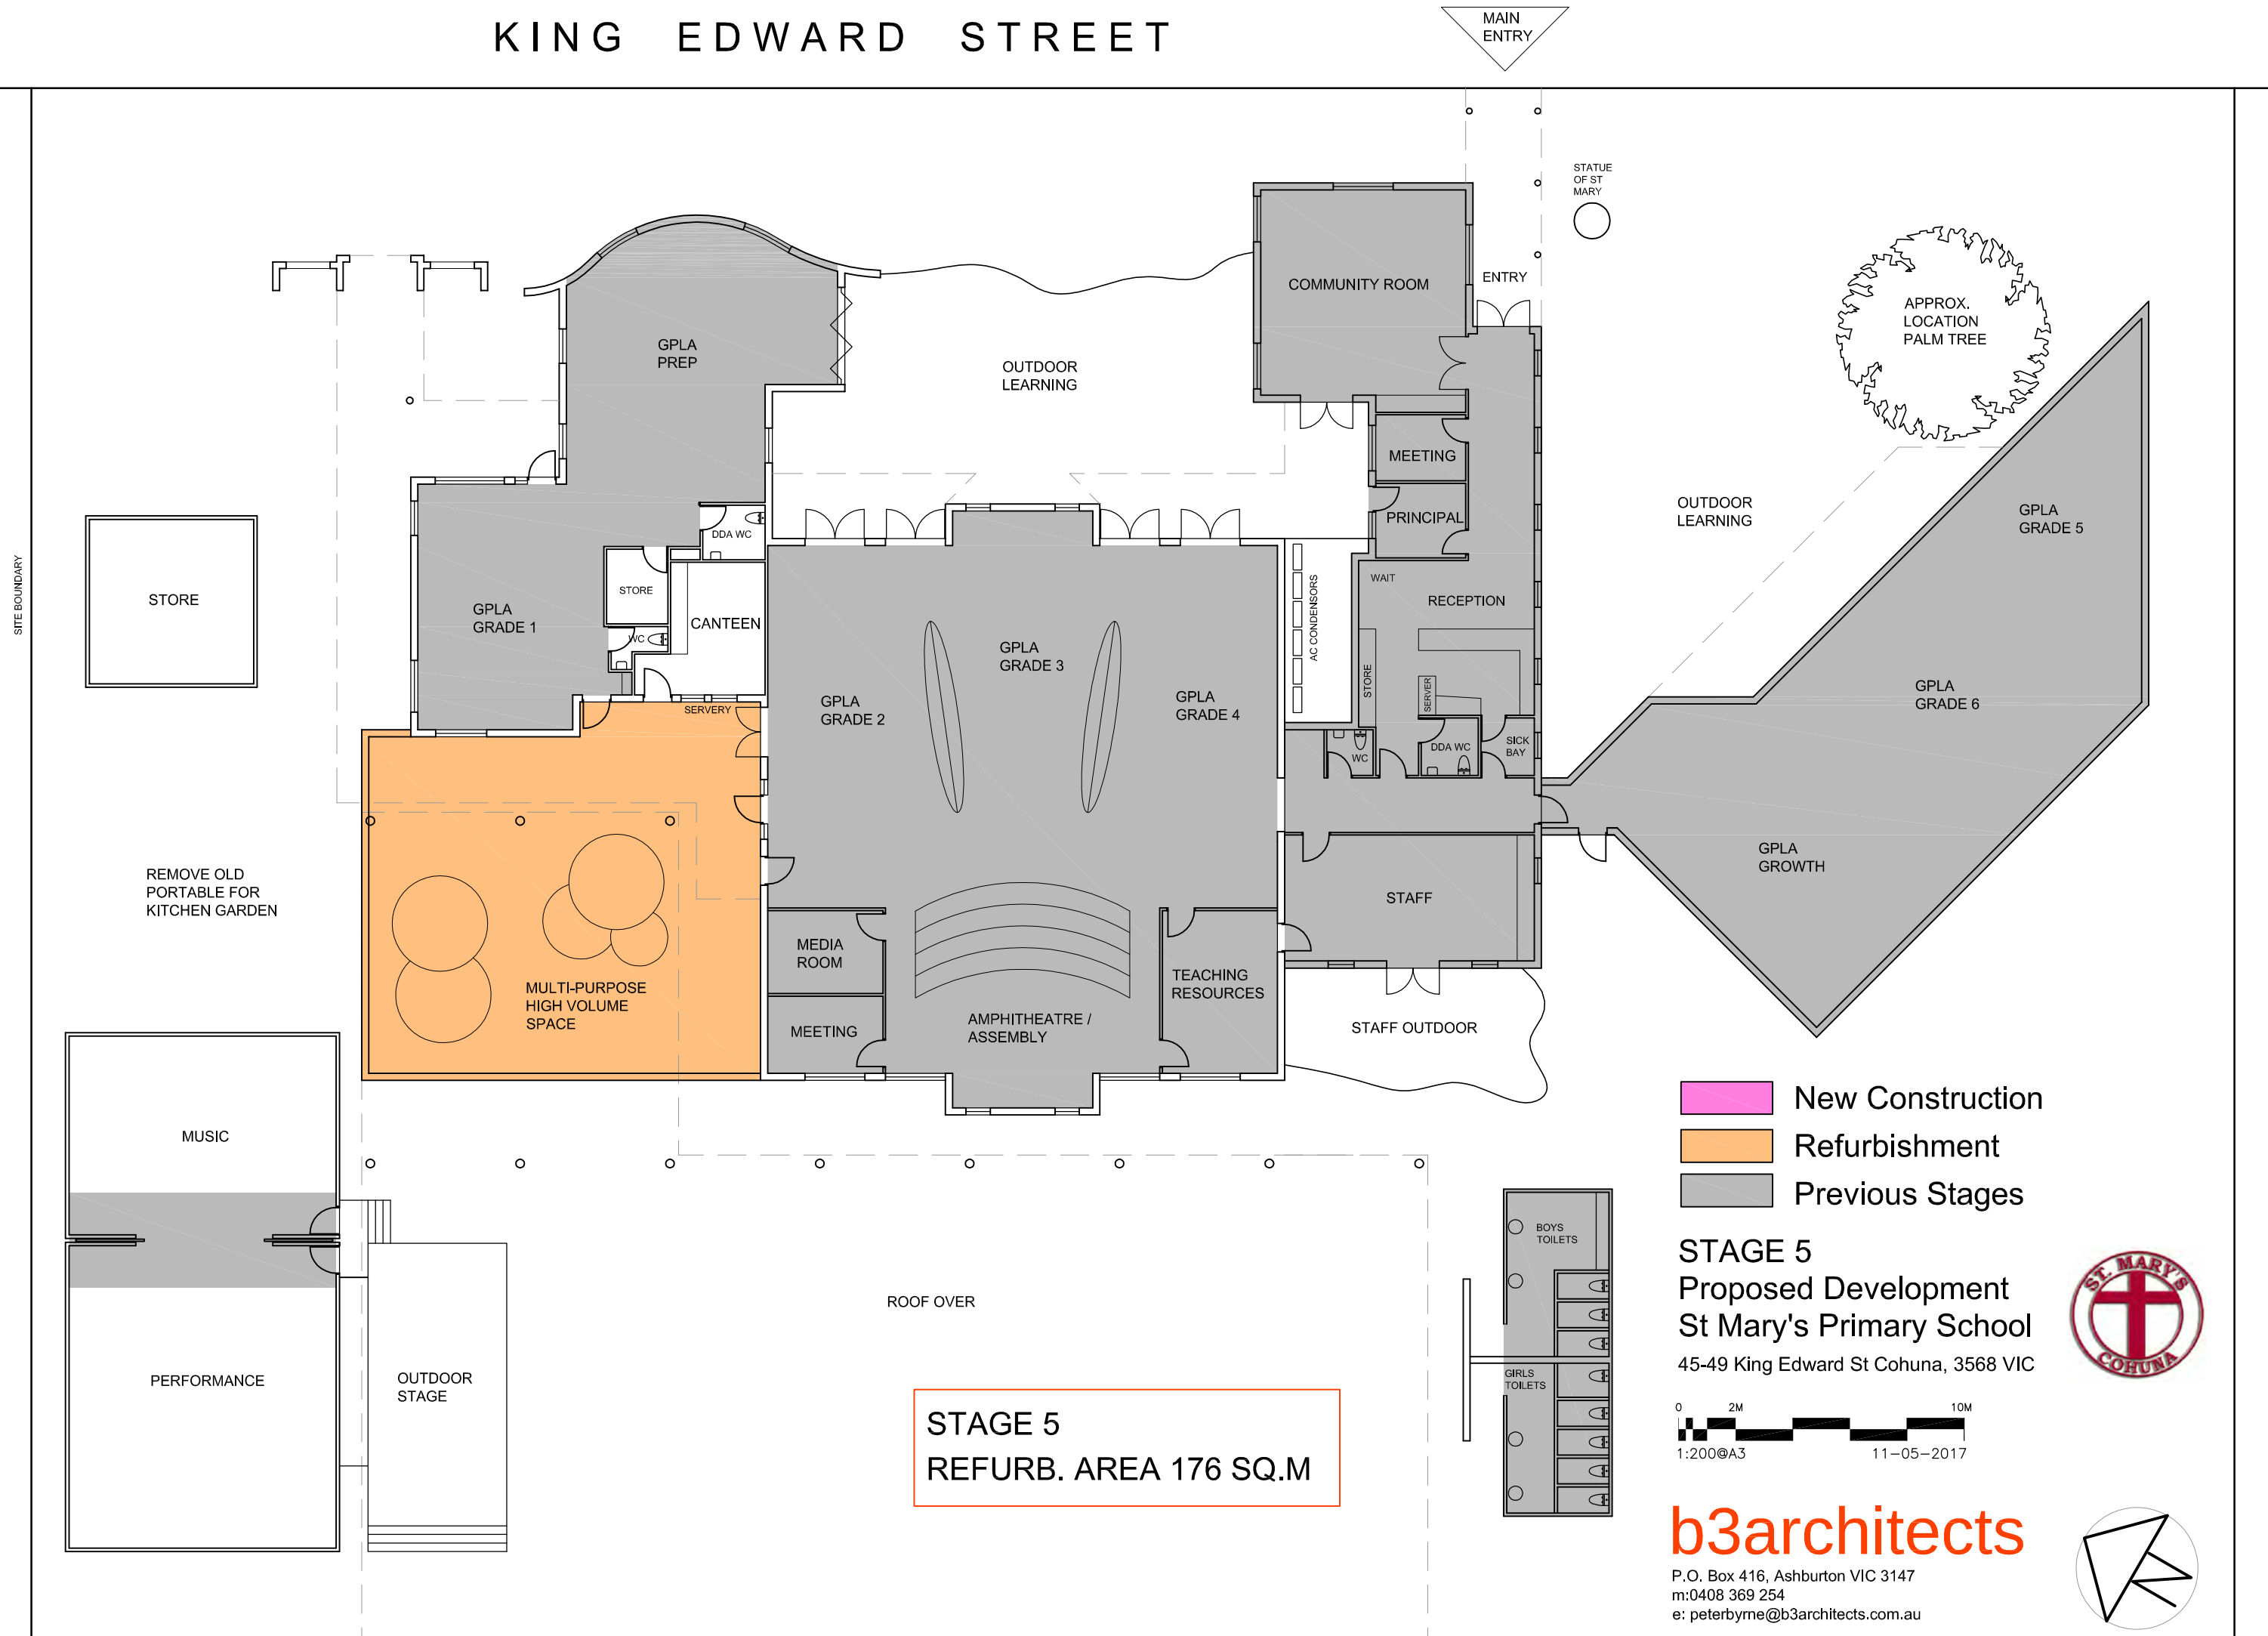 KING EDWARD STREET
MAIN
ENTRY
STATUE
OF ST
MARY
ENTRY
COMMUNITY ROOM
APPROX.
LOCATION
PALM TREE
GPLA
PREP
OUTDOOR
LEARNING
MEETING
PRINCIPAL
OUTDOOR
LEARNING
GPLA
GRADE 5
SITE BOUNDARY
STORE
DDA WC
STORE
GPLA
GRADE 1
WC
CANTEEN
SERVERY
GPLA
GRADE 2
GPLA
GRADE 3
GPLA
GRADE 4
AC CONDENSORS
WAIT
RECEPTION
STORE
SERVER
WC
DDA WC
SICK
BAY
GPLA
GRADE 6
GPLA
GROWTH
REMOVE OLD
PORTABLE FOR
KITCHEN GARDEN
MULTI-PURPOSE
HIGH VOLUME
SPACE
MEDIA
ROOM
MEETING
AMPHITHEATRE /
ASSEMBLY
TEACHING
RESOURCES
STAFF
STAFF OUTDOOR
MUSIC
PERFORMANCE
OUTDOOR
STAGE
ROOF OVER
BOYS
TOILETS
GIRLS
TOILETS
STAGE 5
REFURB. AREA 176 SQ.M
New Construction
Refurbishment
Previous Stages
STAGE 5
Proposed Development
St Mary's Primary School
45-49 King Edward St Cohuna, 3568 VIC
ST. MARY'S
COHUNA
0 2M 10M
1:200@A3 11-05-2017
b3architects
P.O. Box 416, Ashburton VIC 3147
m:0408 369 254
e: peterbyrne@b3architects.com.au